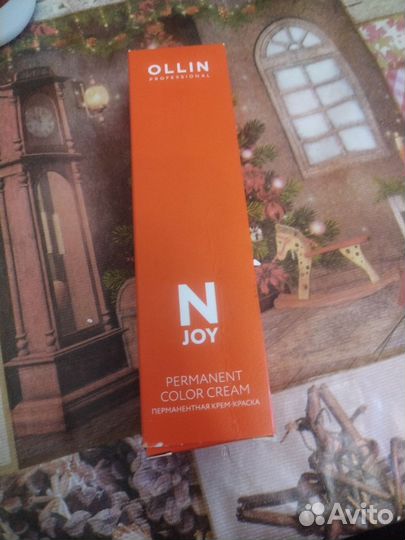 OLLIN
PROFESSIONAL
N
JOY
PERMANENT
COLOR CREAM
ПЕРМАНЕНТНАЯ КРЕМ-КРАСКА
Avito